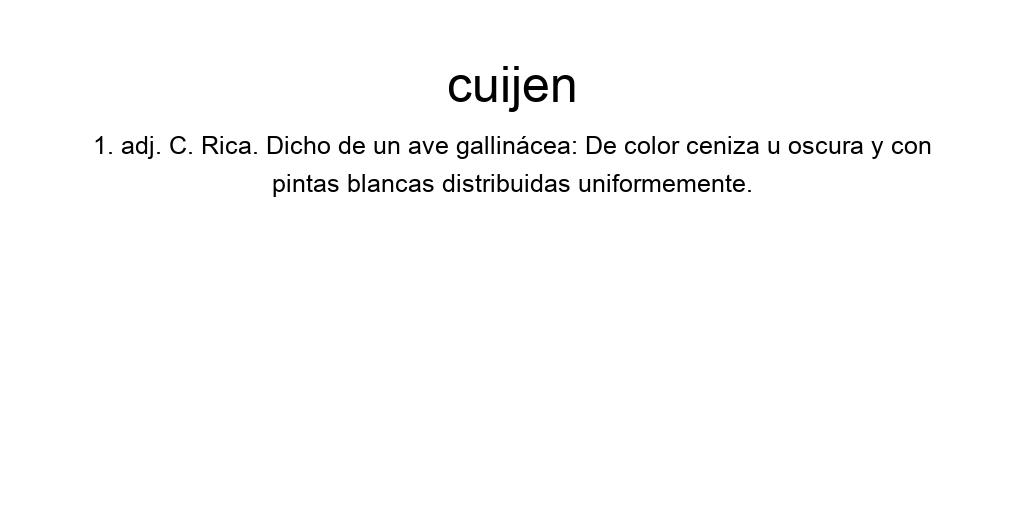 cuijen
1. adj. C. Rica. Dicho de un ave gallinácea: De color ceniza u oscura y con
pintas blancas distribuidas uniformemente.